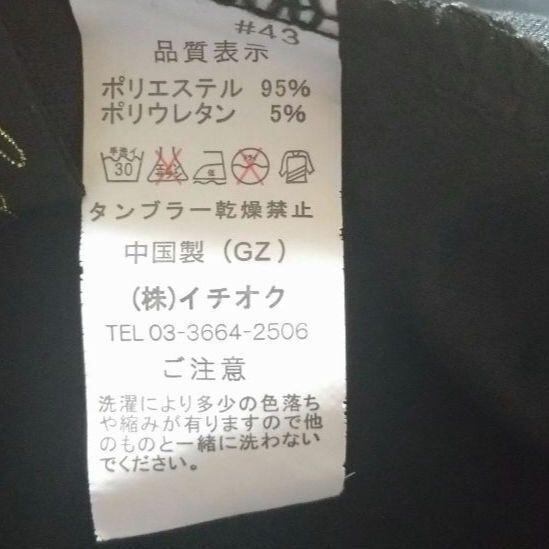 #43
品質表示
ポリエステル 95%
ポリウレタン 5%
手洗イ
30
低
タンブラー乾燥禁止
中国製(GZ)
(株)イチオク
TEL 03-3664-2506
ご注意
洗濯により多少の色落ち
や縮みが有りますので他
のものと一緒に洗わない
でください。